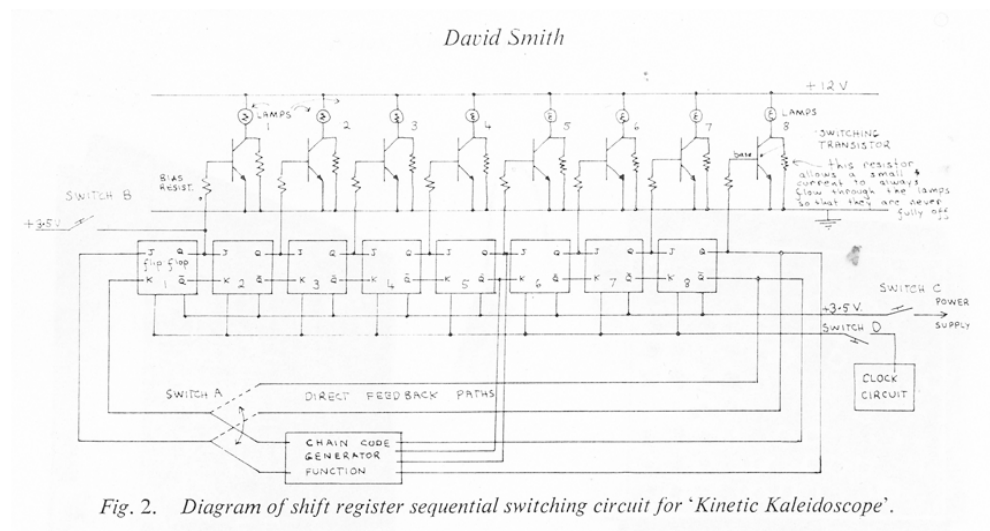 David Smith
+12V
LAMPS
LAMPS
1
2
3
4
5
6
7
8
SWITCHING
TRANSISTOR
base
this resistor
allows a small
current to always
flow through the lamps
so that they are never
fully off
BIAS
RESIST.
SWITCH B
+3·5V
J Q
J Q
J Q
J Q
J Q
J Q
J Q
J Q
flip flop
K Q̄
K Q̄
K Q̄
K Q̄
K Q̄
K Q̄
K Q̄
K Q̄
1
2
3
4
5
6
7
8
SWITCH C
+3·5V.
POWER
SUPPLY
SWITCH D
CLOCK
CIRCUIT
SWITCH A
DIRECT FEEDBACK PATHS
CHAIN CODE
GENERATOR
FUNCTION
Fig. 2. Diagram of shift register sequential switching circuit for 'Kinetic Kaleidoscope'.